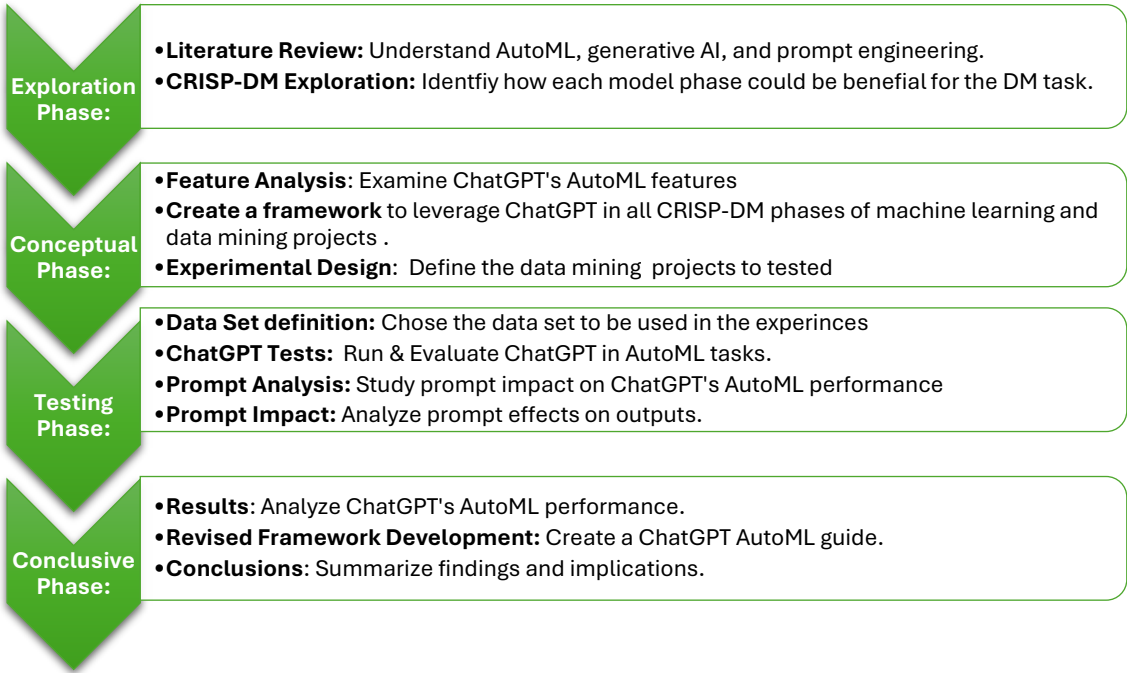 Exploration
Phase:
•Literature Review: Understand AutoML, generative AI, and prompt engineering.
•CRISP-DM Exploration: Identfiy how each model phase could be benefial for the DM task.
Conceptual
Phase:
•Feature Analysis: Examine ChatGPT's AutoML features
•Create a framework to leverage ChatGPT in all CRISP-DM phases of machine learning and
data mining projects .
•Experimental Design: Define the data mining projects to tested
Testing
Phase:
•Data Set definition: Chose the data set to be used in the experinces
•ChatGPT Tests: Run & Evaluate ChatGPT in AutoML tasks.
•Prompt Analysis: Study prompt impact on ChatGPT's AutoML performance
•Prompt Impact: Analyze prompt effects on outputs.
Conclusive
Phase:
•Results: Analyze ChatGPT's AutoML performance.
•Revised Framework Development: Create a ChatGPT AutoML guide.
•Conclusions: Summarize findings and implications.